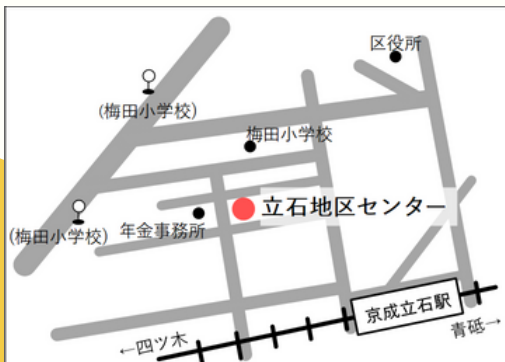 区役所
(梅田小学校)
梅田小学校
立石地区センター
(梅田小学校)
年金事務所
京成立石駅
←四ツ木
青砥→